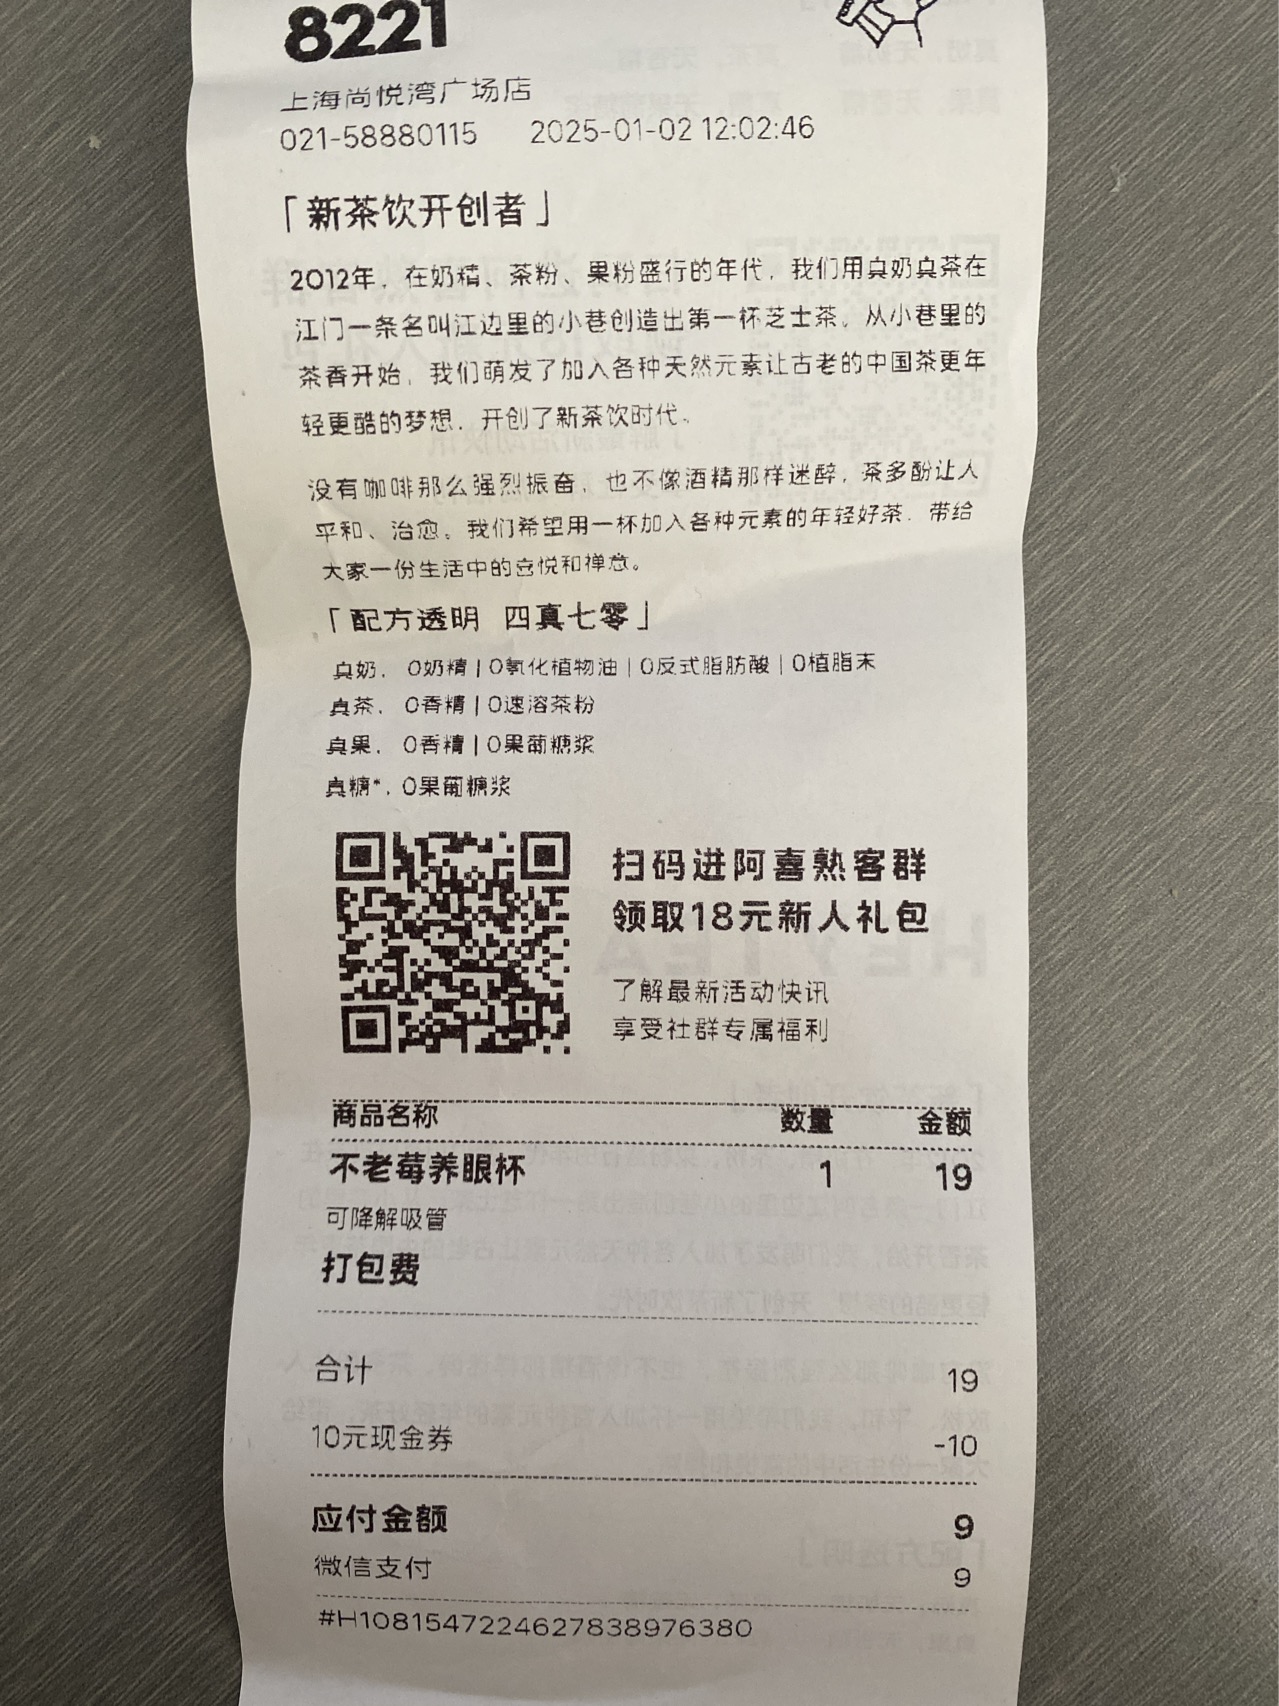 8221
上海尚悦湾广场店
021-58880115 2025-01-02 12:02:46
「新茶饮开创者」
2012年，在奶精、茶粉、果粉盛行的年代，我们用真奶真茶在
江门一条名叫江边里的小巷创造出第一杯芝士茶。从小巷里的
茶香开始，我们萌发了加入各种天然元素让古老的中国茶更年
轻更酷的梦想，开创了新茶饮时代。
没有咖啡那么强烈振奋，也不像酒精那样迷醉，茶多酚让人
平和、治愈。我们希望用一杯加入各种元素的年轻好茶，带给
大家一份生活中的喜悦和禅意。
「配方透明 四真七零」
真奶，0奶精|0氢化植物油|0反式脂肪酸|0植脂末
真茶，0香精|0速溶茶粉
真果，0香精|0果葡糖浆
真糖*，0果葡糖浆
扫码进阿喜熟客群
领取18元新人礼包
了解最新活动快讯
享受社群专属福利
商品名称 数量 金额
不老莓养眼杯 1 19
可降解吸管
打包费
合计 19
10元现金券 -10
应付金额 9
微信支付 9
#H1081547224627838976380